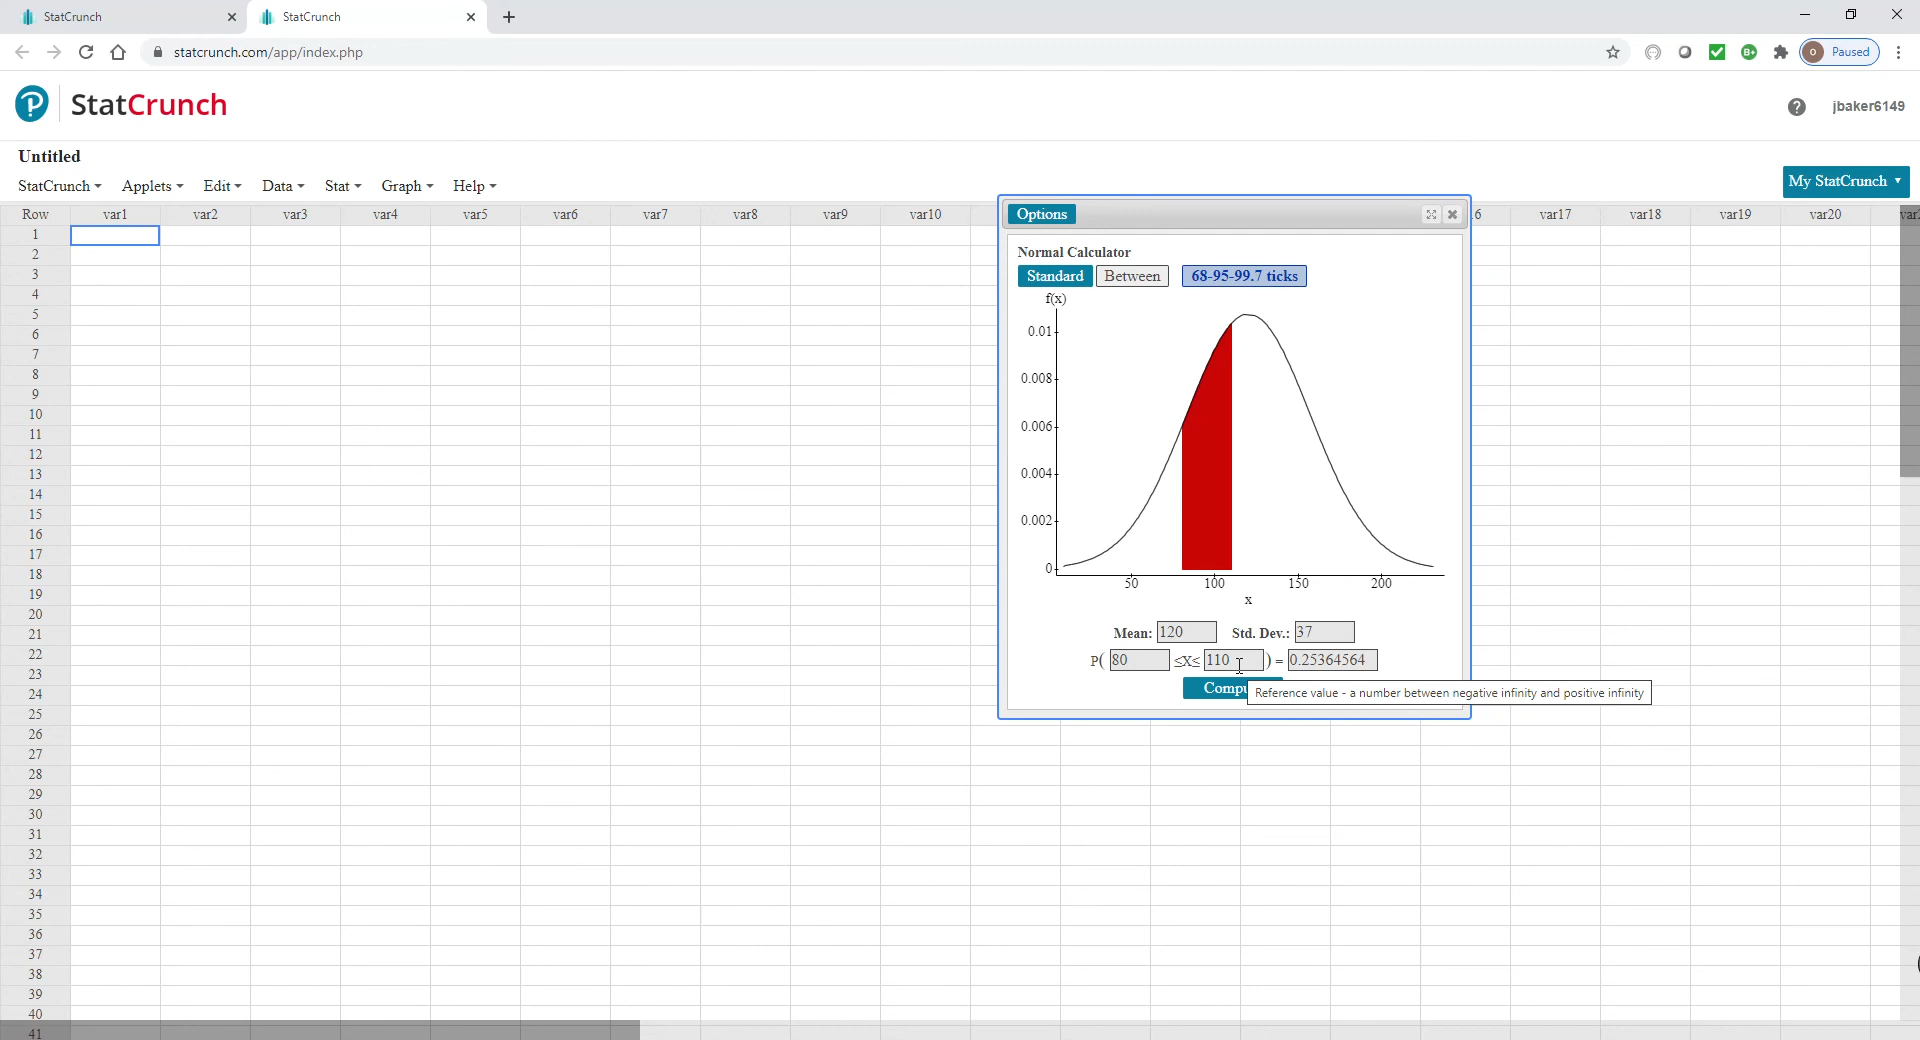 StatCrunch
StatCrunch
statcrunch.com/app/index.php
B+
O Paused
P StatCrunch
? jbaker6149
Untitled
StatCrunch Applets Edit Data Stat Graph Help
My StatCrunch
Row var1 var2 var3 var4 var5 var6 var7 var8 var9 var10 6 var17 var18 var19 var20 var2
1
2
3
4
5
6
7
8
9
10
11
12
13
14
15
16
17
18
19
20
21
22
23
24
25
26
27
28
29
30
31
32
33
34
35
36
37
38
39
40
41
Options
Normal Calculator
Standard Between 68-95-99.7 ticks
f(x)
0.01
0.008
0.006
0.004
0.002
0
50 100 150 200
x
Mean: 120 Std. Dev.: 37
P( 80 ≤X≤ 110 ) = 0.25364564
Compu
Reference value - a number between negative infinity and positive infinity